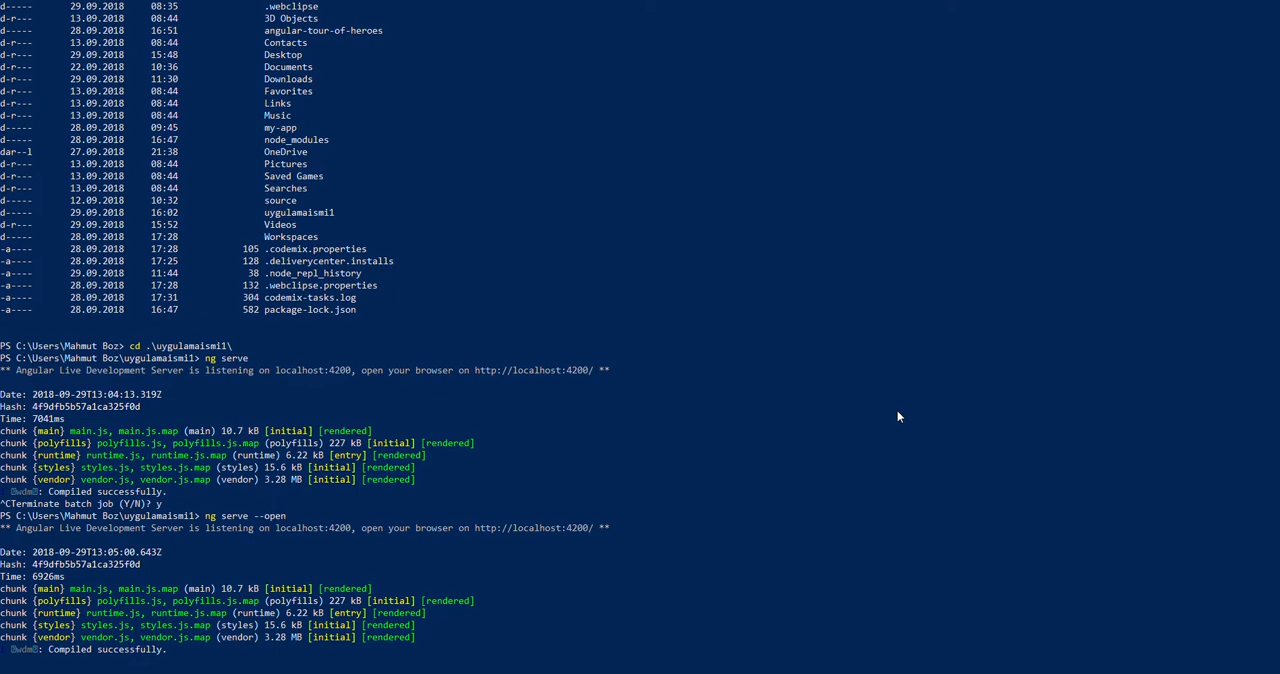 d-----        29.09.2018     08:35                .webclipse
d-r---        13.09.2018     08:44                3D Objects
d-----        28.09.2018     16:51                angular-tour-of-heroes
d-r---        13.09.2018     08:44                Contacts
d-r---        29.09.2018     15:48                Desktop
d-r---        22.09.2018     10:36                Documents
d-r---        29.09.2018     11:30                Downloads
d-r---        13.09.2018     08:44                Favorites
d-r---        13.09.2018     08:44                Links
d-r---        13.09.2018     08:44                Music
d-----        28.09.2018     09:45                my-app
d-----        28.09.2018     16:47                node_modules
dar--l        27.09.2018     21:38                OneDrive
d-r---        13.09.2018     08:44                Pictures
d-r---        13.09.2018     08:44                Saved Games
d-r---        13.09.2018     08:44                Searches
d-----        12.09.2018     10:32                source
d-----        29.09.2018     16:02                uygulamaismi1
d-r---        29.09.2018     15:52                Videos
d-----        28.09.2018     17:28                Workspaces
-a----        28.09.2018     17:28            105 .codemix.properties
-a----        28.09.2018     17:25            128 .deliverycenter.installs
-a----        29.09.2018     11:44             38 .node_repl_history
-a----        28.09.2018     17:28            132 .webclipse.properties
-a----        28.09.2018     17:31            304 codemix-tasks.log
-a----        28.09.2018     16:47            582 package-lock.json
PS C:\Users\Mahmut Boz> cd .\uygulamaismi1\
PS C:\Users\Mahmut Boz\uygulamaismi1> ng serve
** Angular Live Development Server is listening on localhost:4200, open your browser on http://localhost:4200/ **
Date: 2018-09-29T13:04:13.319Z
Hash: 4f9dfb5b57a1ca325f0d
Time: 7041ms
chunk {main} main.js, main.js.map (main) 10.7 kB [initial] [rendered]
chunk {polyfills} polyfills.js, polyfills.js.map (polyfills) 227 kB [initial] [rendered]
chunk {runtime} runtime.js, runtime.js.map (runtime) 6.22 kB [entry] [rendered]
chunk {styles} styles.js, styles.js.map (styles) 15.6 kB [initial] [rendered]
chunk {vendor} vendor.js, vendor.js.map (vendor) 3.28 MB [initial] [rendered]
wdm: Compiled successfully.
^CTerminate batch job (Y/N)? y
PS C:\Users\Mahmut Boz\uygulamaismi1> ng serve --open
** Angular Live Development Server is listening on localhost:4200, open your browser on http://localhost:4200/ **
Date: 2018-09-29T13:05:00.643Z
Hash: 4f9dfb5b57a1ca325f0d
Time: 6926ms
chunk {main} main.js, main.js.map (main) 10.7 kB [initial] [rendered]
chunk {polyfills} polyfills.js, polyfills.js.map (polyfills) 227 kB [initial] [rendered]
chunk {runtime} runtime.js, runtime.js.map (runtime) 6.22 kB [entry] [rendered]
chunk {styles} styles.js, styles.js.map (styles) 15.6 kB [initial] [rendered]
chunk {vendor} vendor.js, vendor.js.map (vendor) 3.28 MB [initial] [rendered]
wdm: Compiled successfully.